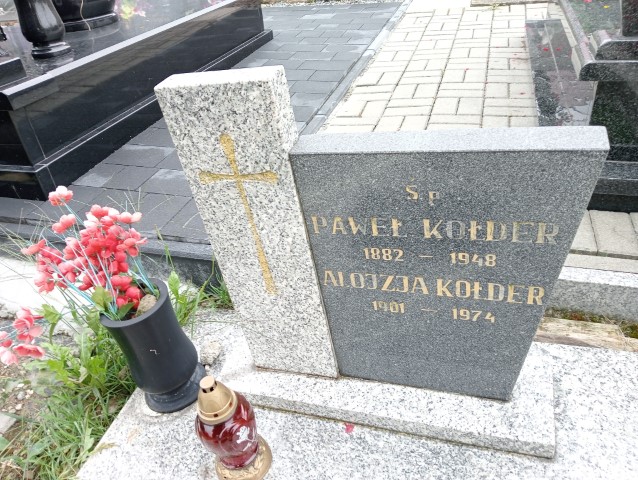 Ś.p.
PAWEŁ KOŁDER
1882 – 1948
ALOJZJA KOŁDER
1901 – 1974